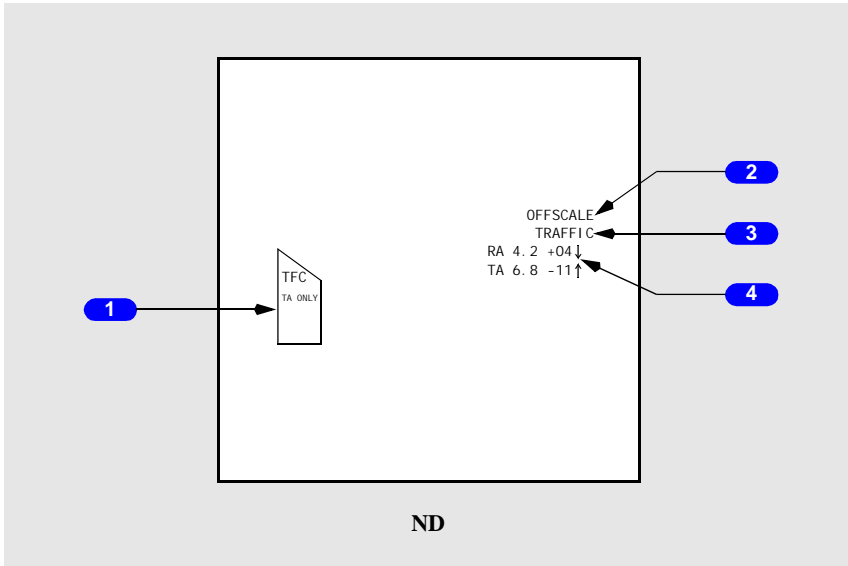 2
OFFSCALE
TRAFFIC
3
RA 4.2 +04↓
TA 6.8 -11↑
TFC
TA ONLY
4
1
ND